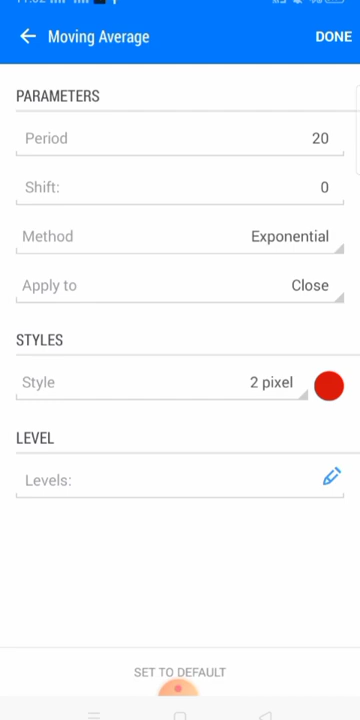 Moving Average DONE
PARAMETERS
Period 20
Shift: 0
Method Exponential
Apply to Close
STYLES
Style 2 pixel
LEVEL
Levels:
SET TO DEFAULT